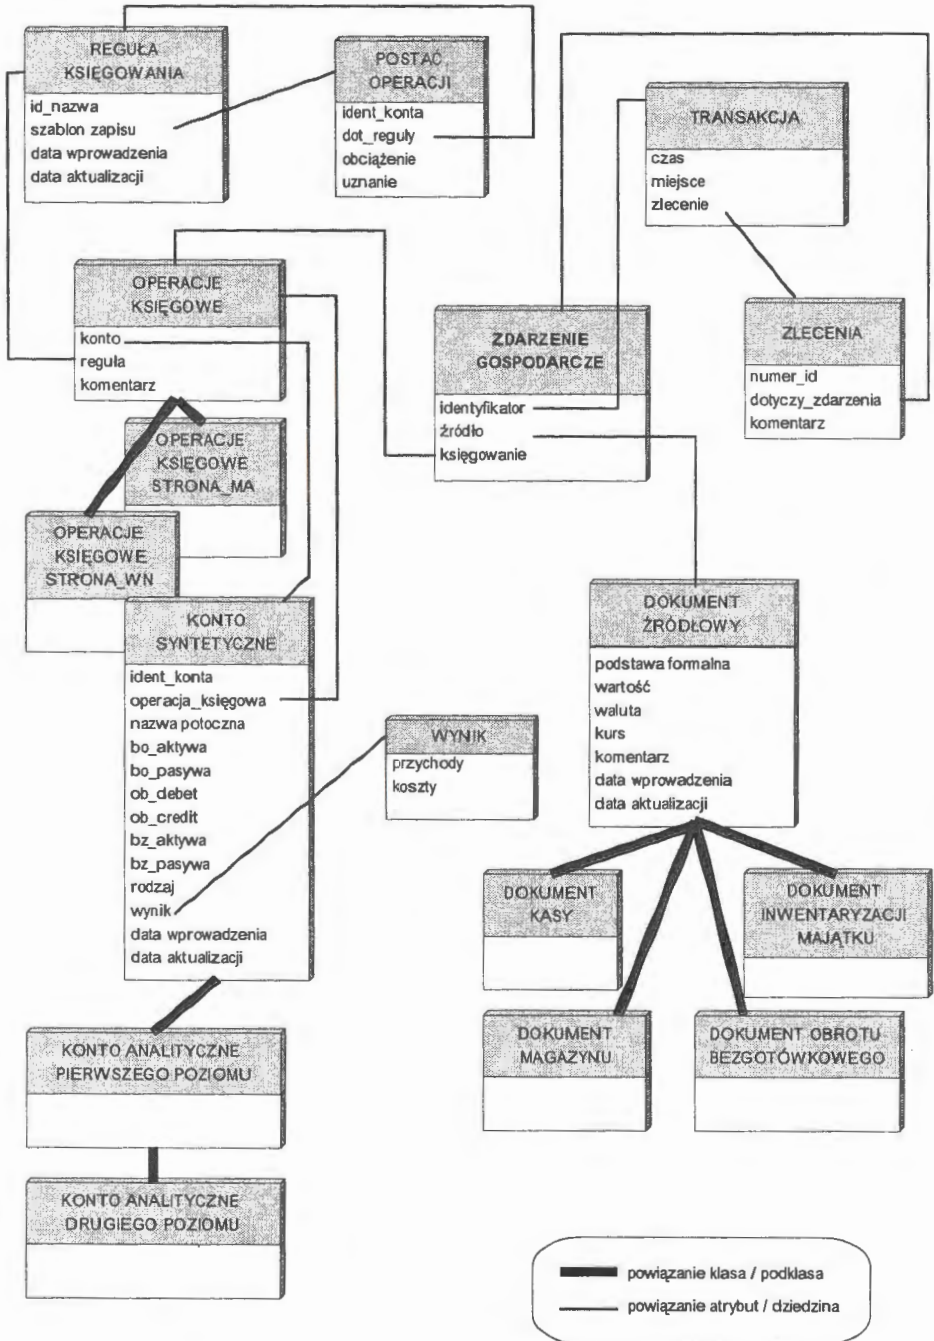 REGUŁA
KSIĘGOWANIA
id_nazwa
szablon zapisu
data wprowadzenia
data aktualizacji
POSTAĆ
OPERACJI
ident_konta
dot_reguły
obciążenie
uznanie
TRANSAKCJA
czas
miejsce
zlecenie
OPERACJE
KSIĘGOWE
konto
reguła
komentarz
ZDARZENIE
GOSPODARCZE
identyfikator
źródło
księgowanie
ZLECENIA
numer_id
dotyczy_zdarzenia
komentarz
OPERACJE
KSIĘGOWE
STRONA_MA
OPERACJE
KSIĘGOWE
STRONA_WN
KONTO
SYNTETYCZNE
ident_konta
operacja_księgowa
nazwa potoczna
bo_aktywa
bo_pasywa
ob_debet
ob_credit
bz_aktywa
bz_pasywa
rodzaj
wynik
data wprowadzenia
data aktualizacji
WYNIK
przychody
koszty
DOKUMENT
ŹRÓDŁOWY
podstawa formalna
wartość
waluta
kurs
komentarz
data wprowadzenia
data aktualizacji
DOKUMENT
KASY
DOKUMENT
INWENTARYZACJI
MAJĄTKU
DOKUMENT
MAGAZYNU
DOKUMENT OBROTU
BEZGOTÓWKOWEGO
KONTO ANALITYCZNE
PIERWSZEGO POZIOMU
KONTO ANALITYCZNE
DRUGIEGO POZIOMU
powiązanie klasa / podklasa
powiązanie atrybut / dziedzina